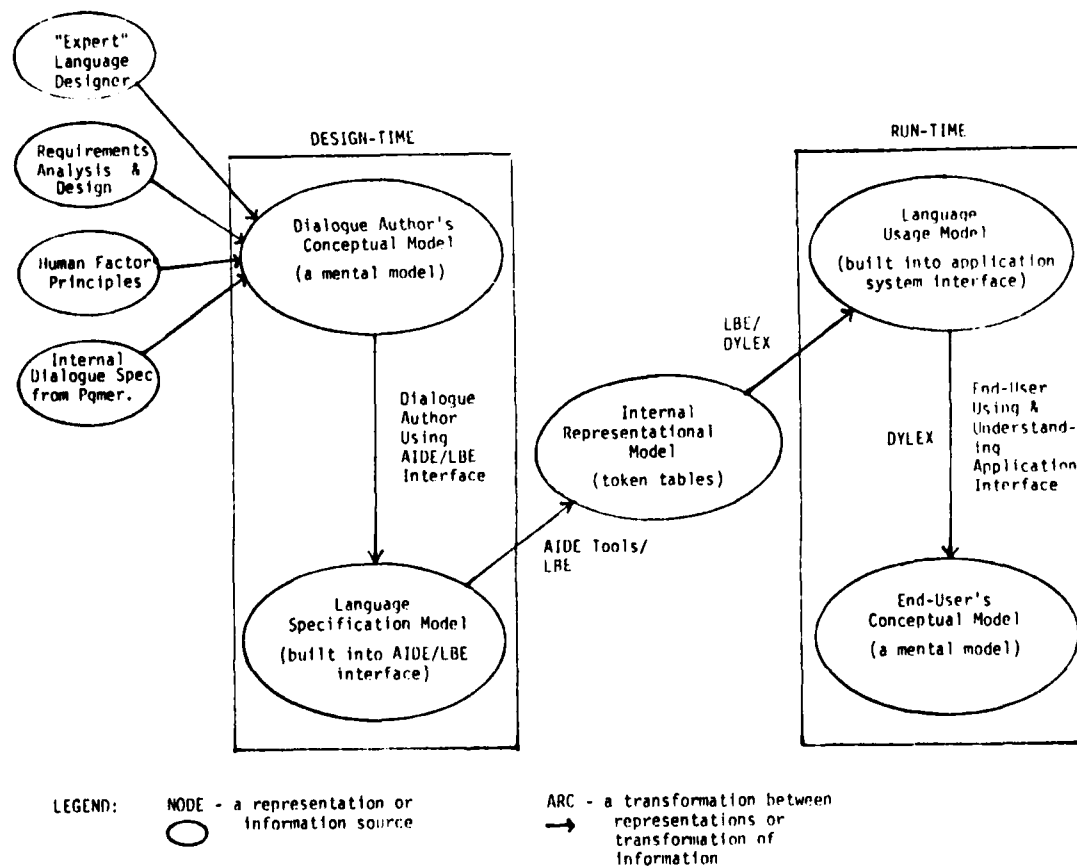 "Expert"
Language
Designer
Requirements
Analysis &
Design
Human Factor
Principles
Internal
Dialogue Spec
from Pgmer.
DESIGN-TIME
Dialogue Author's
Conceptual Model
(a mental model)
Dialogue
Author
Using
AIDE/LBE
Interface
Language
Specification Model
(built into AIDE/LBE
interface)
AIDE Tools/
LBE
Internal
Representational
Model
(token tables)
LBE/
DYLEX
RUN-TIME
Language
Usage Model
(built into application
system interface)
DYLEX
End-User
Using &
Understand-
ing
Application
Interface
End-User's
Conceptual Model
(a mental model)
LEGEND:
NODE - a representation or
information source
ARC - a transformation between
representations or
transformation of
information